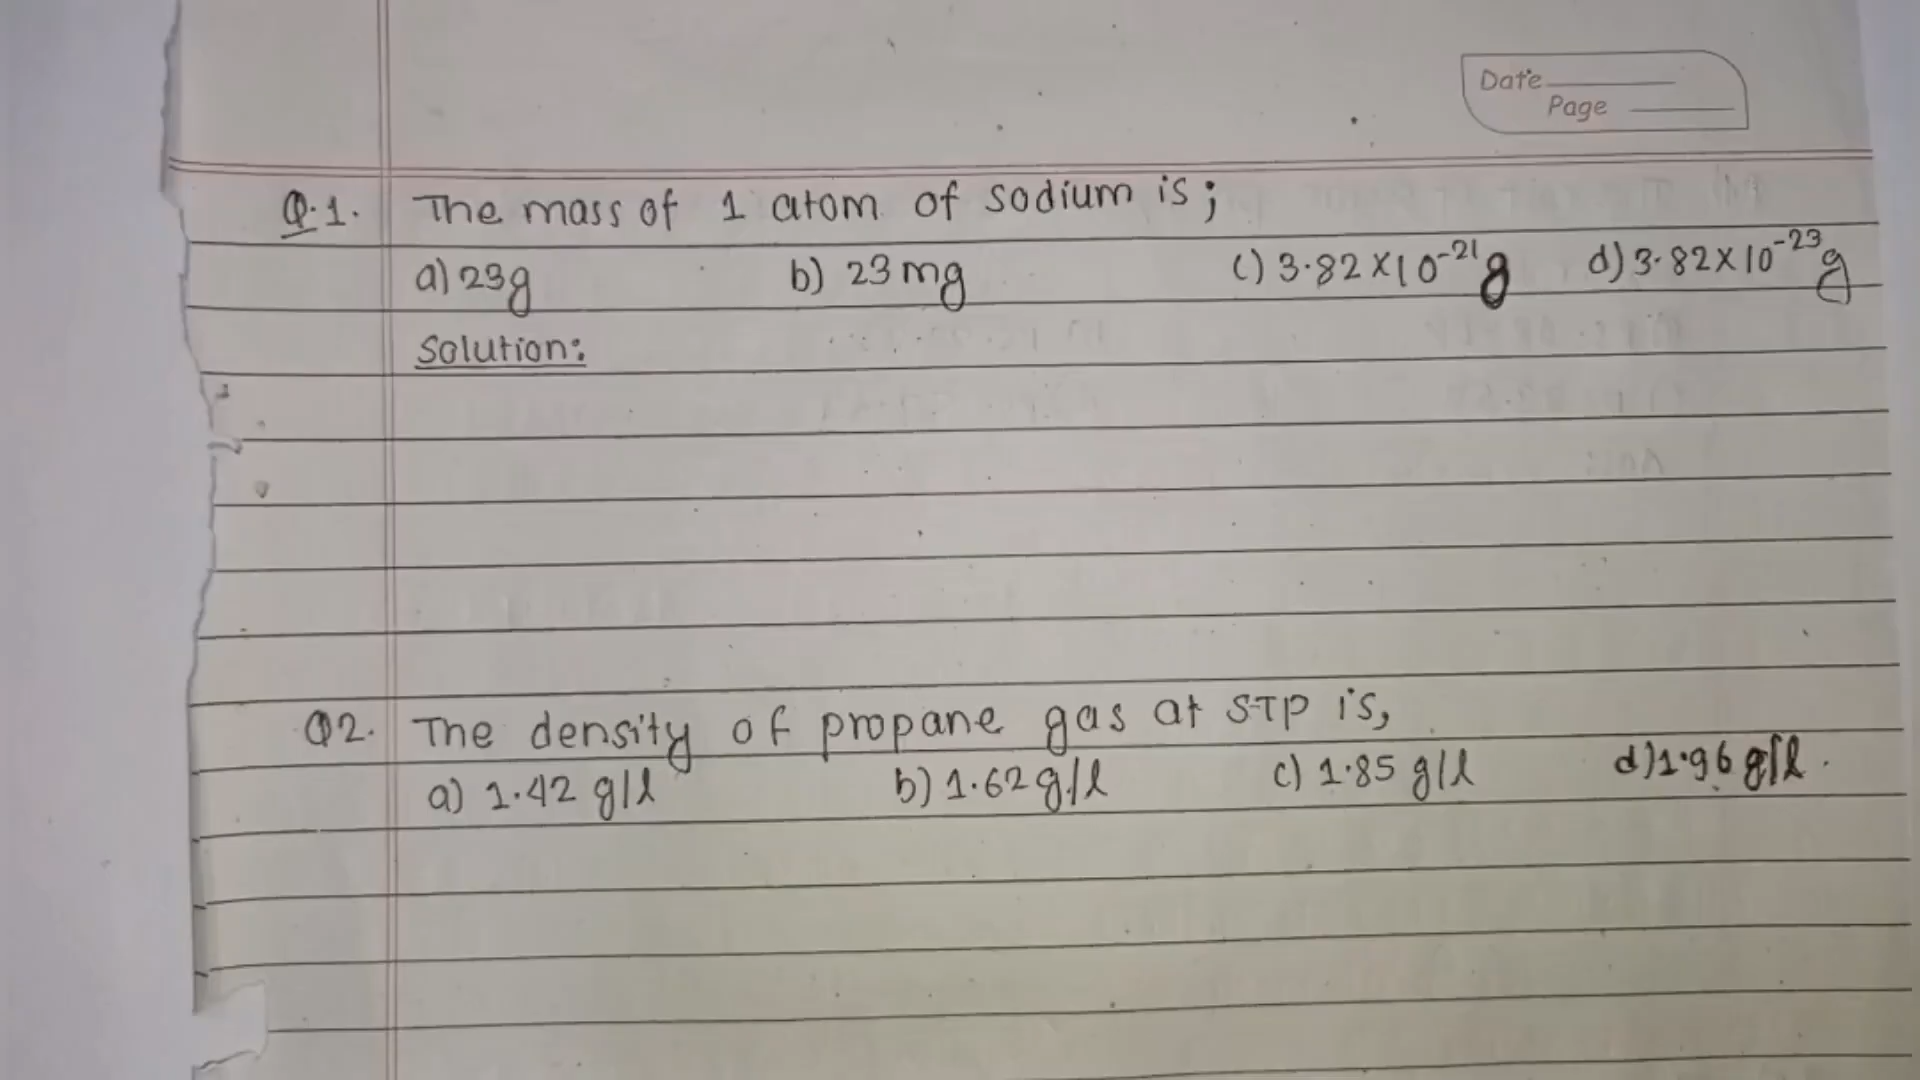 Date
Page
Q.1. The mass of 1 atom of sodium is;
a) 23g b) 23 mg c) 3.82×10⁻²¹g d) 3.82×10⁻²³g
Solution:
Q2. The density of propane gas at STP is,
a) 1.42 g/l b) 1.62 g/l c) 1.85 g/l d) 1.96 g/l.